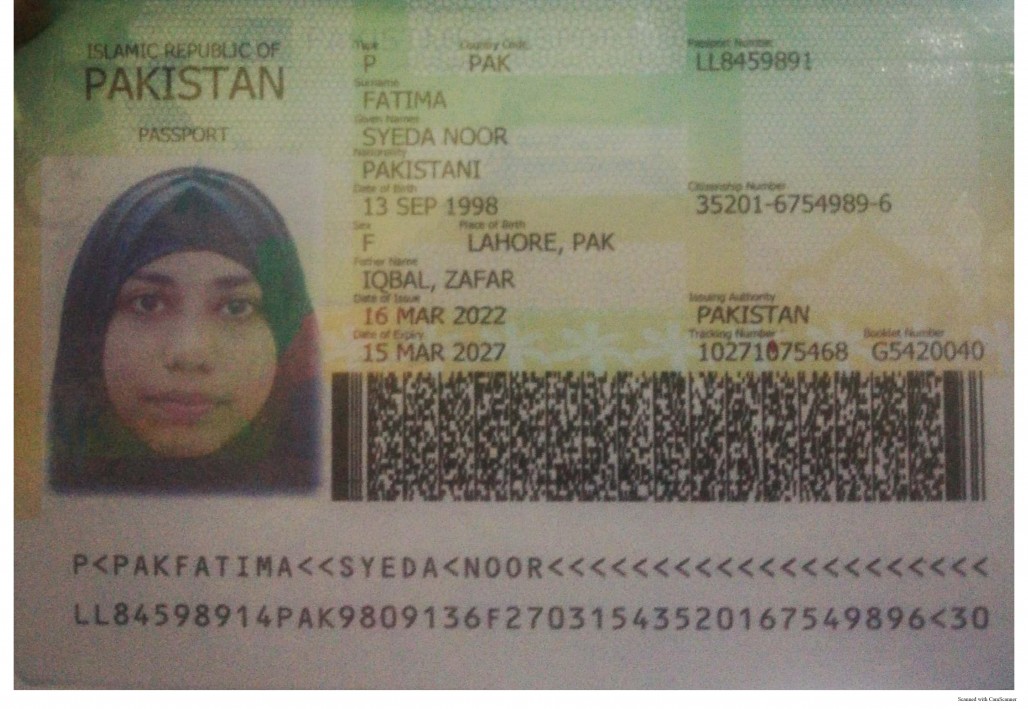 ISLAMIC REPUBLIC OF
PAKISTAN
PASSPORT
Type Country Code Passport Number
P PAK LL8459891
Surname
FATIMA
Given Names
SYEDA NOOR
Nationality
PAKISTANI
Date of Birth Citizenship Number
13 SEP 1998 35201-6754989-6
Sex Place of Birth
F LAHORE, PAK
Father Name
IQBAL, ZAFAR
Date of Issue Issuing Authority
16 MAR 2022 PAKISTAN
Date of Expiry Tracking Number Booklet Number
15 MAR 2027 10271075468 G5420040
P<PAKFATIMA<<SYEDA<NOOR<<<<<<<<<<<<<<<<<<<<<
LL84598914PAK9809136F27031543520167549896<30
Scanned with CamScanner